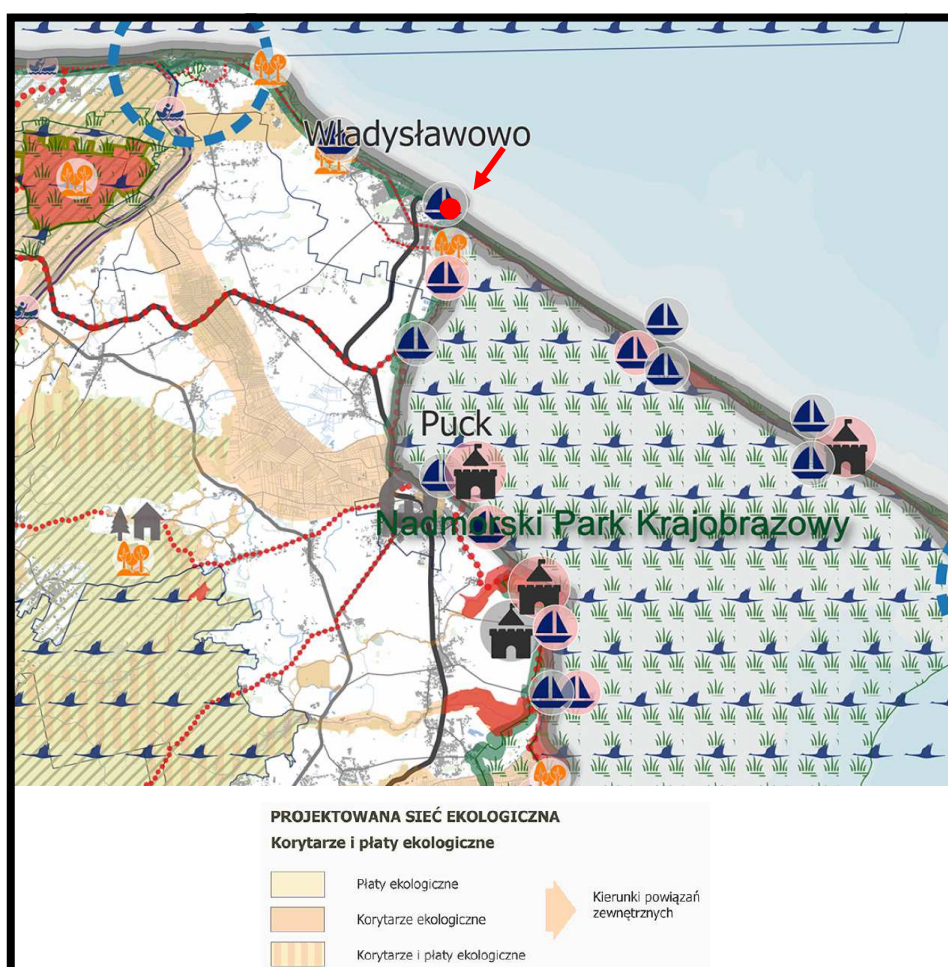 Władysławowo
Puck
Nadmorski Park Krajobrazowy
PROJEKTOWANA SIEĆ EKOLOGICZNA
Korytarze i płaty ekologiczne
Płaty ekologiczne
Korytarze ekologiczne
Korytarze i płaty ekologiczne
Kierunki powiązań
zewnętrznych